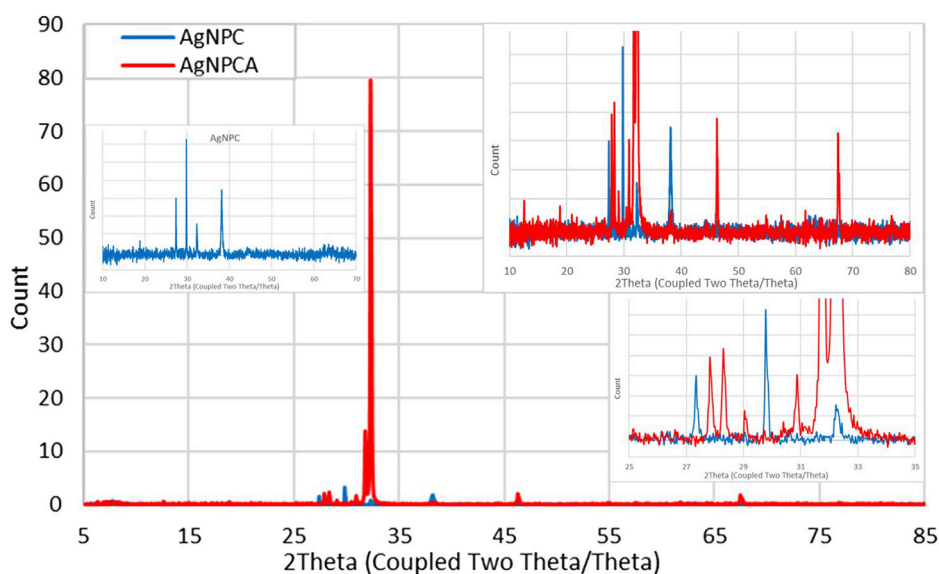 90
80
70
60
50
40
30
20
10
0
Count
AgNPC
AgNPCA
5 15 25 35 45 55 65 75 85
2Theta (Coupled Two Theta/Theta)
AgNPC
Count
10 20 30 40 50 60 70
2Theta (Coupled Two Theta/Theta)
Count
10 20 30 40 50 60 70 80
2Theta (Coupled Two Theta/Theta)
Count
25 27 29 31 33 35
2Theta (Coupled Two Theta/Theta)